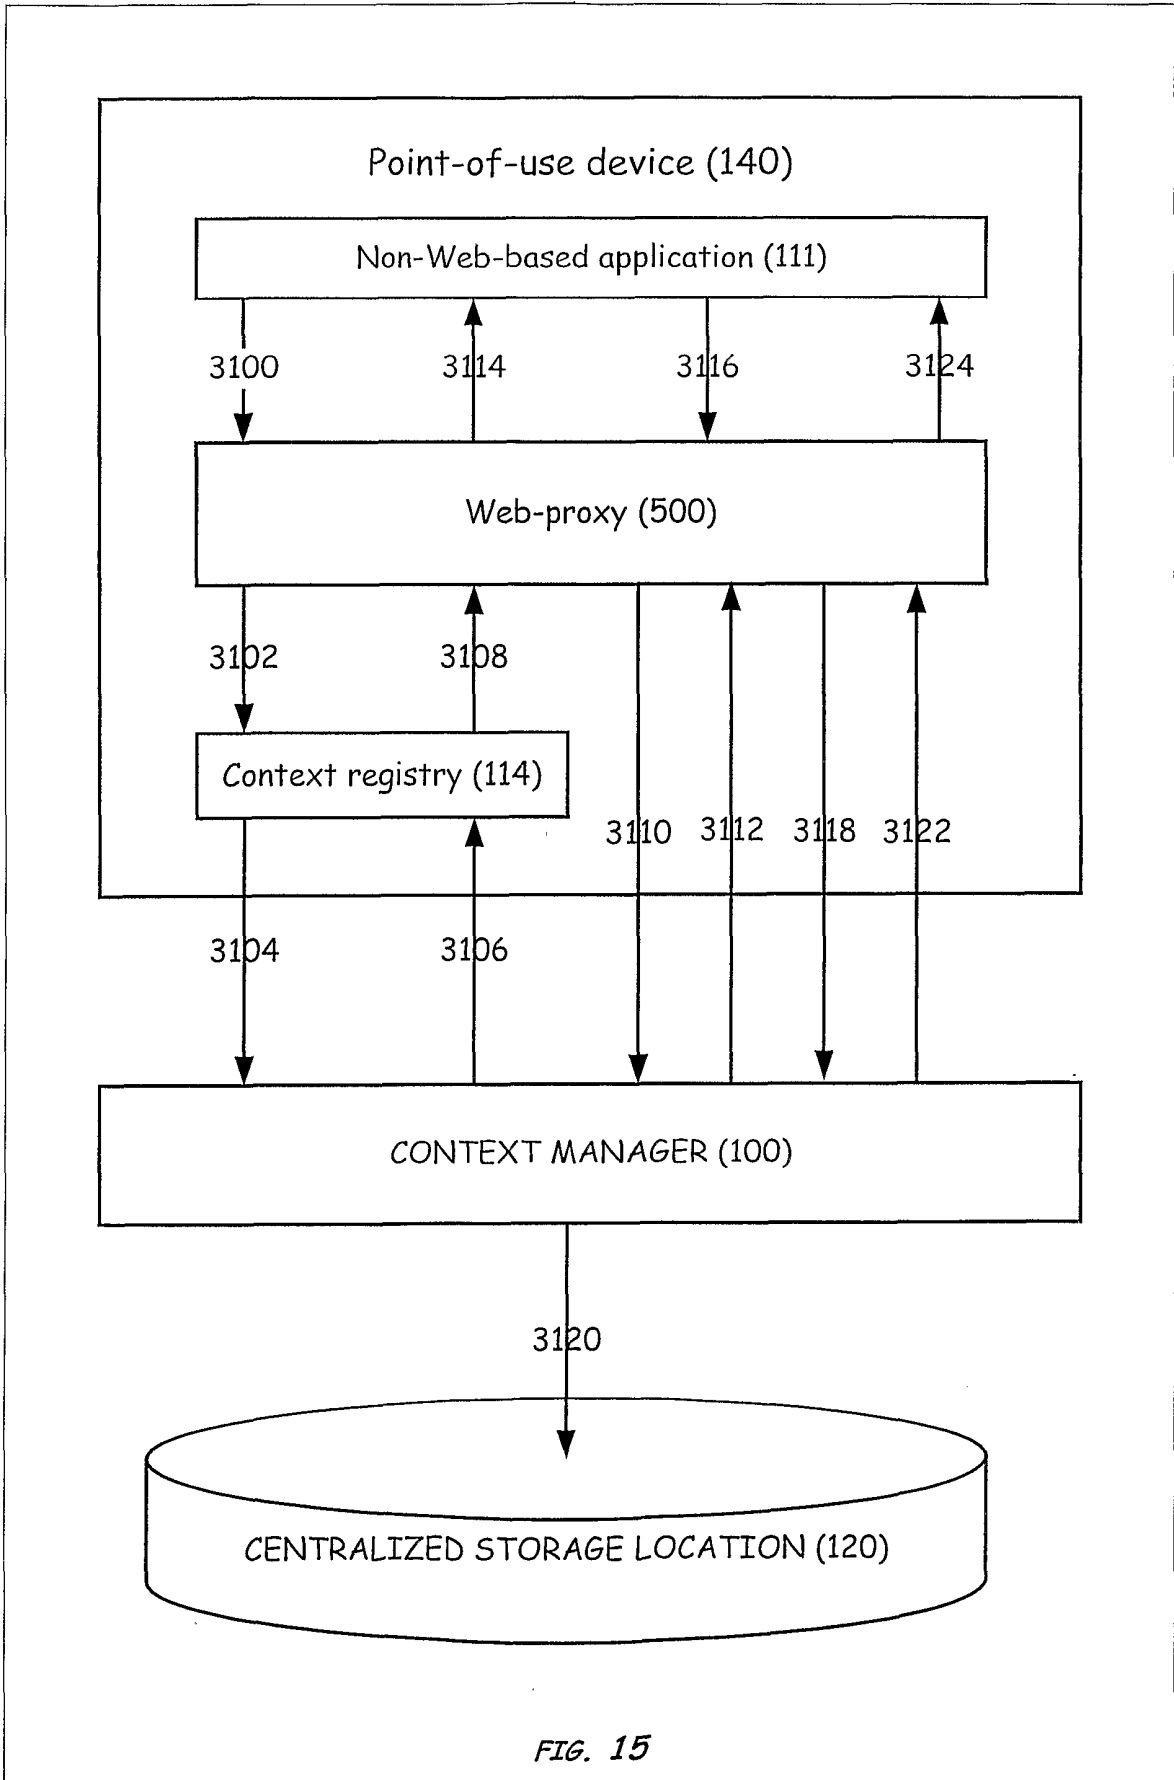 Point-of-use device (140)
Non-Web-based application (111)
3100 3114 3116 3124
Web-proxy (500)
3102 3108
Context registry (114)
3110 3112 3118 3122
3104 3106
CONTEXT MANAGER (100)
3120
CENTRALIZED STORAGE LOCATION (120)
FIG. 15